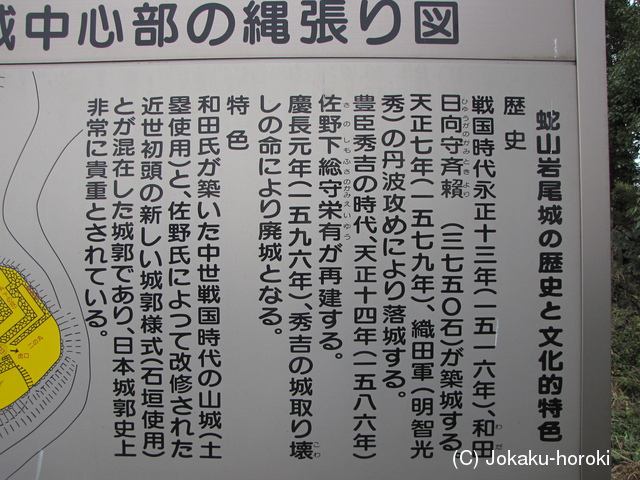 城中心部の縄張り図
蛇山岩尾城の歴史と文化的特色
歴史
戦国時代永正十三年(一五一六年)、和田
日向守斉頼 (三七五〇石)が築城する
天正七年(一五七九年)、織田軍(明智光
秀)の丹波攻めにより落城する。
豊臣秀吉の時代、天正十四年(一五八六年)
佐野下総守栄有が再建する。
慶長元年(一五九六年)、秀吉の城取り壊
しの命により廃城となる。
特色
和田氏が築いた中世戦国時代の山城(土
塁使用)と、佐野氏によつて改修された
近世初頭の新しい城郭様式(石垣使用)
とが混在した城郭であり、日本城郭史上
非常に貴重とされている。
二の丸
(C) Jokaku-horoki